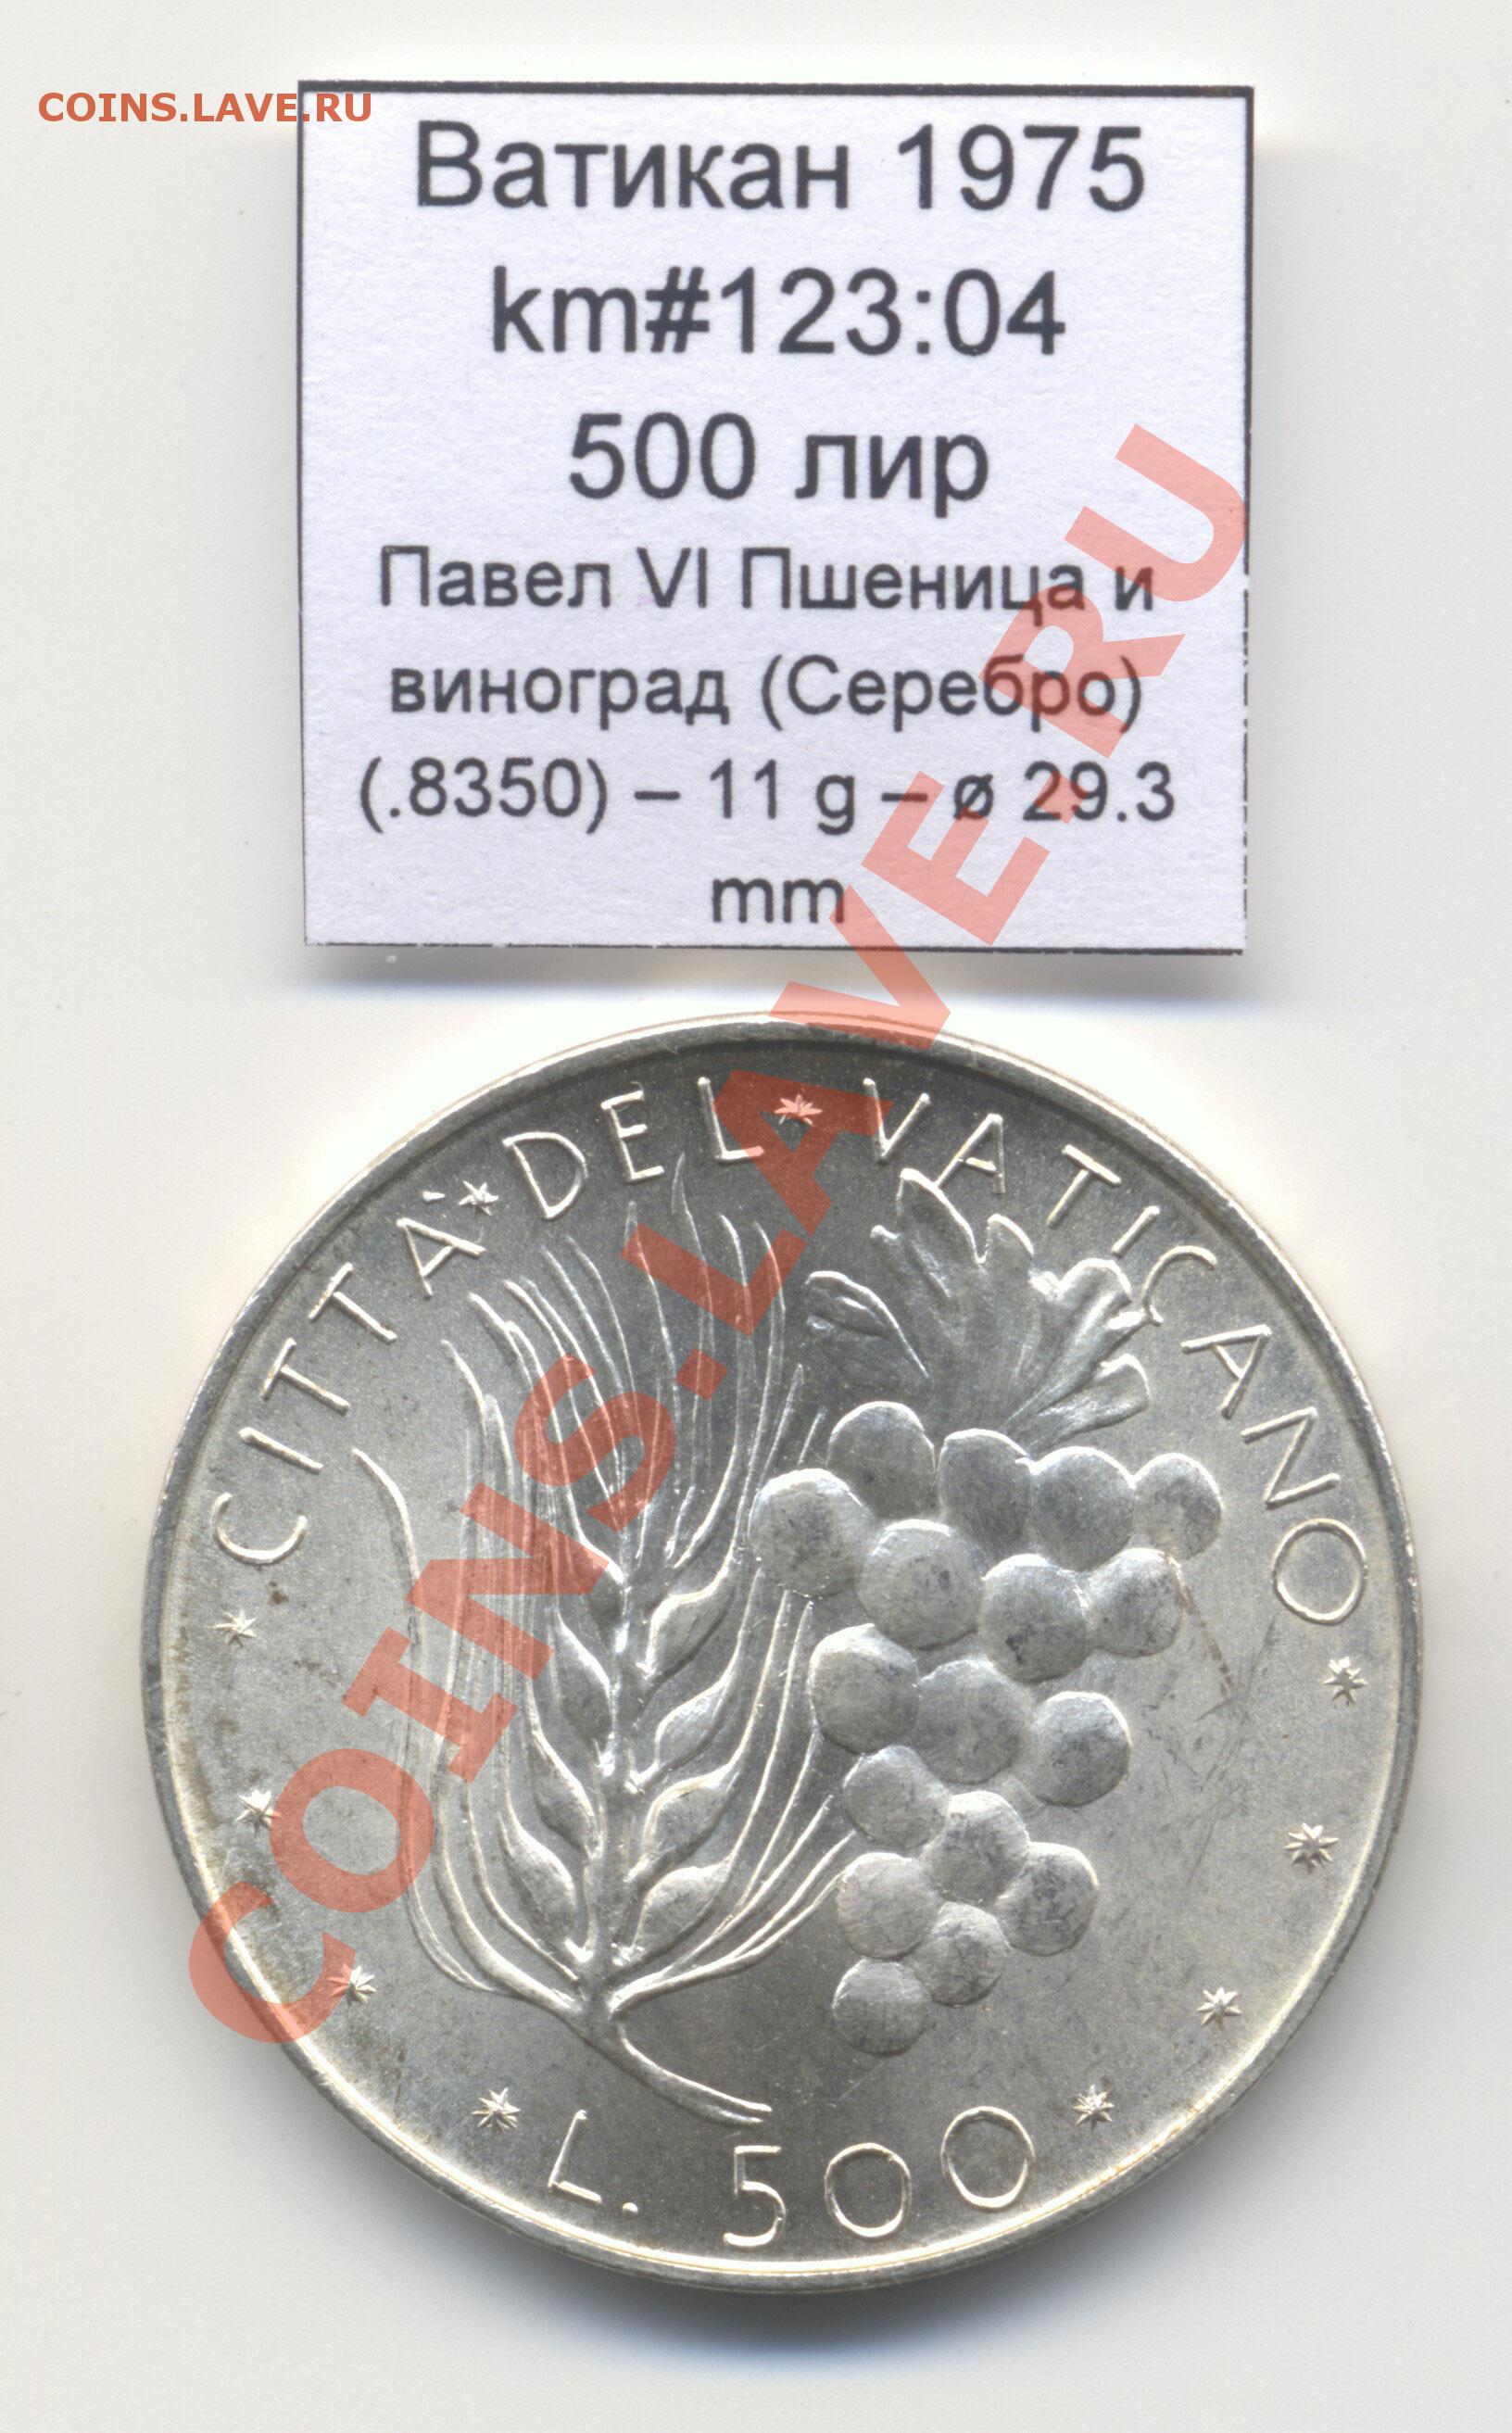 COINS.LAVE.RU
Ватикан 1975
km#123:04
500 лир
Павел VI Пшеница и
виноград (Серебро)
(.8350) – 11 g – ø 29.3
mm
COINS.LAVE.RU
CITTÀ * DEL * VATICANO
L. 500